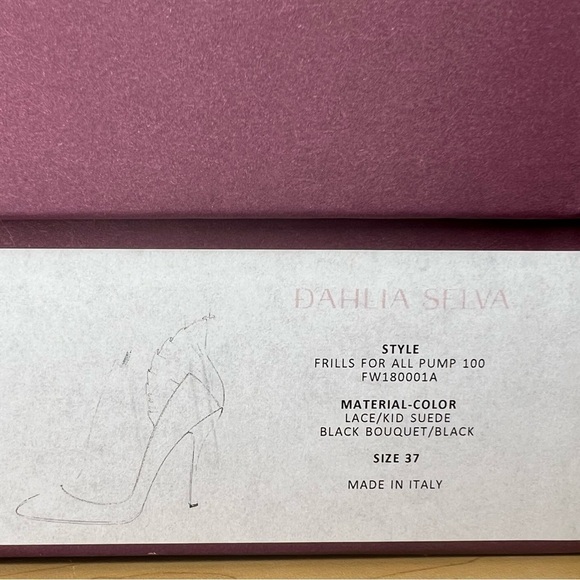 DAHLIA SELVA
STYLE
FRILLS FOR ALL PUMP 100
FW180001A
MATERIAL-COLOR
LACE/KID SUEDE
BLACK BOUQUET/BLACK
SIZE 37
MADE IN ITALY